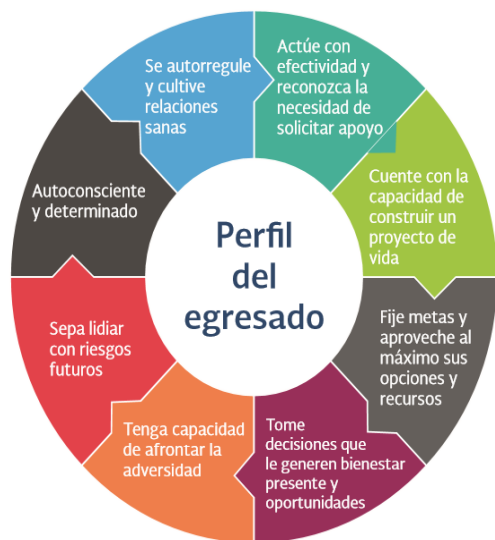 Perfil
del
egresado
Actúe con
efectividad y
reconozca la
necesidad de
solicitar apoyo
Cuente con la
capacidad de
construir un
proyecto de
vida
Fije metas y
aproveche al
máximo sus
opciones y
recursos
Tome
decisiones que
le generen bienestar
presente y
oportunidades
Tenga capacidad
de afrontar la
adversidad
Sepa lidiar
con riesgos
futuros
Autoconsciente
y determinado
Se autorregule
y cultive
relaciones
sanas